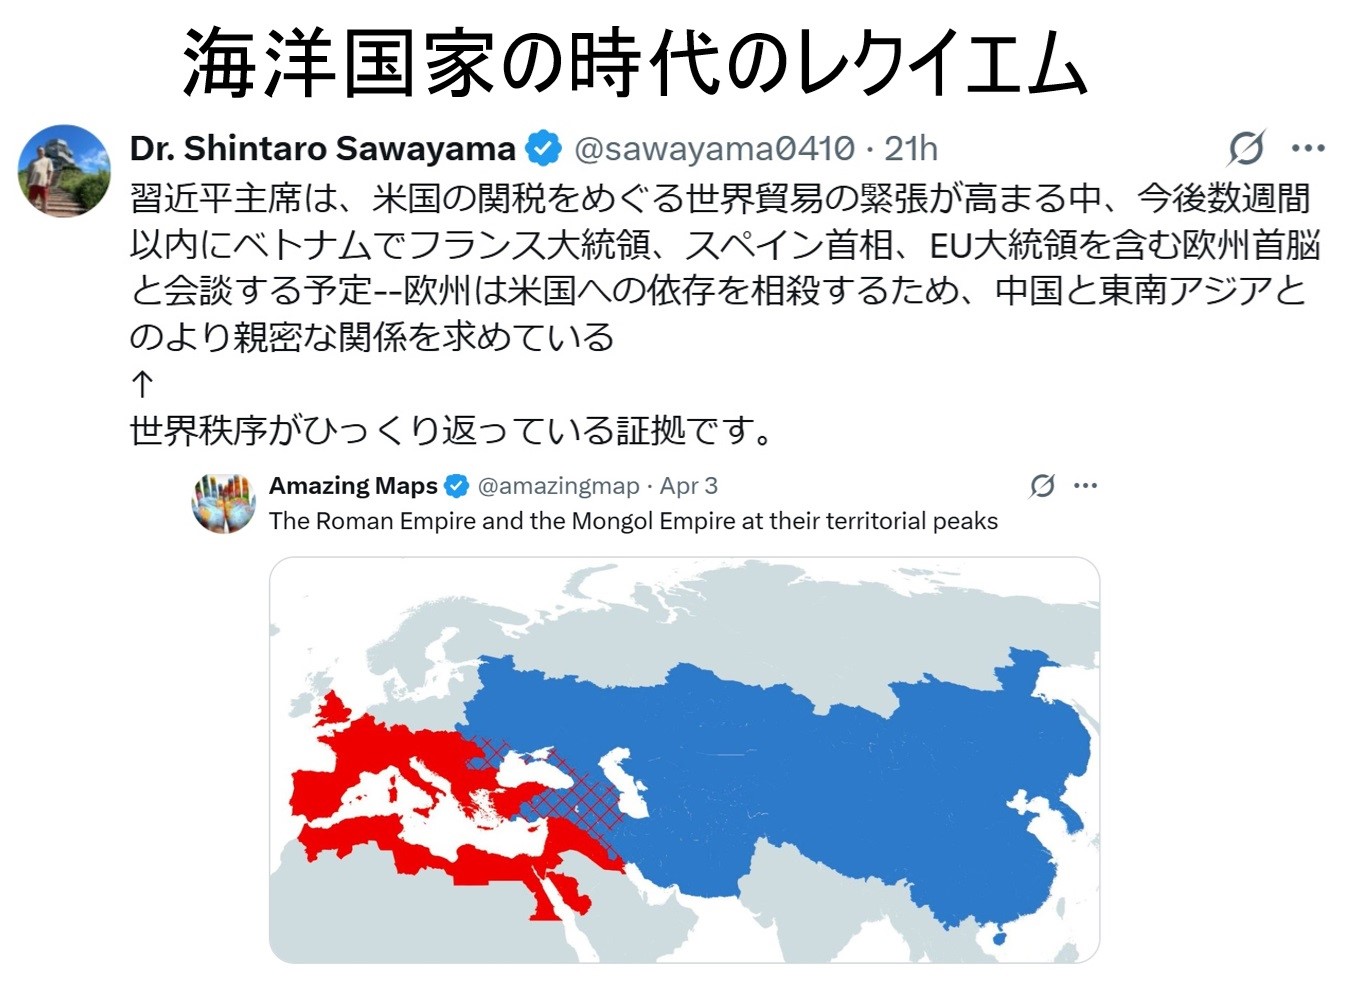 海洋国家の時代のレクイエム
Dr. Shintaro Sawayama @sawayama0410 · 21h
習近平主席は、米国の関税をめぐる世界貿易の緊張が高まる中、今後数週間
以内にベトナムでフランス大統領、スペイン首相、EU大統領を含む欧州首脳
と会談する予定--欧州は米国への依存を相殺するため、中国と東南アジアと
のより親密な関係を求めている
↑
世界秩序がひっくり返っている証拠です。
Amazing Maps @amazingmap · Apr 3
The Roman Empire and the Mongol Empire at their territorial peaks